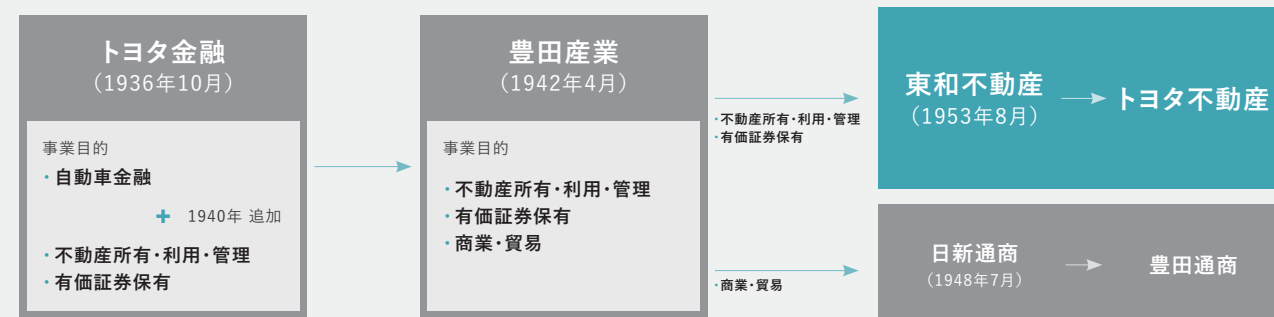 トヨタ金融
（1936年10月）
事業目的
・自動車金融
+ 1940年 追加
・不動産所有・利用・管理
・有価証券保有
豊田産業
（1942年4月）
事業目的
・不動産所有・利用・管理
・有価証券保有
・商業・貿易
・不動産所有・利用・管理
・有価証券保有
・商業・貿易
東和不動産
（1953年8月）
トヨタ不動産
日新通商
（1948年7月）
豊田通商